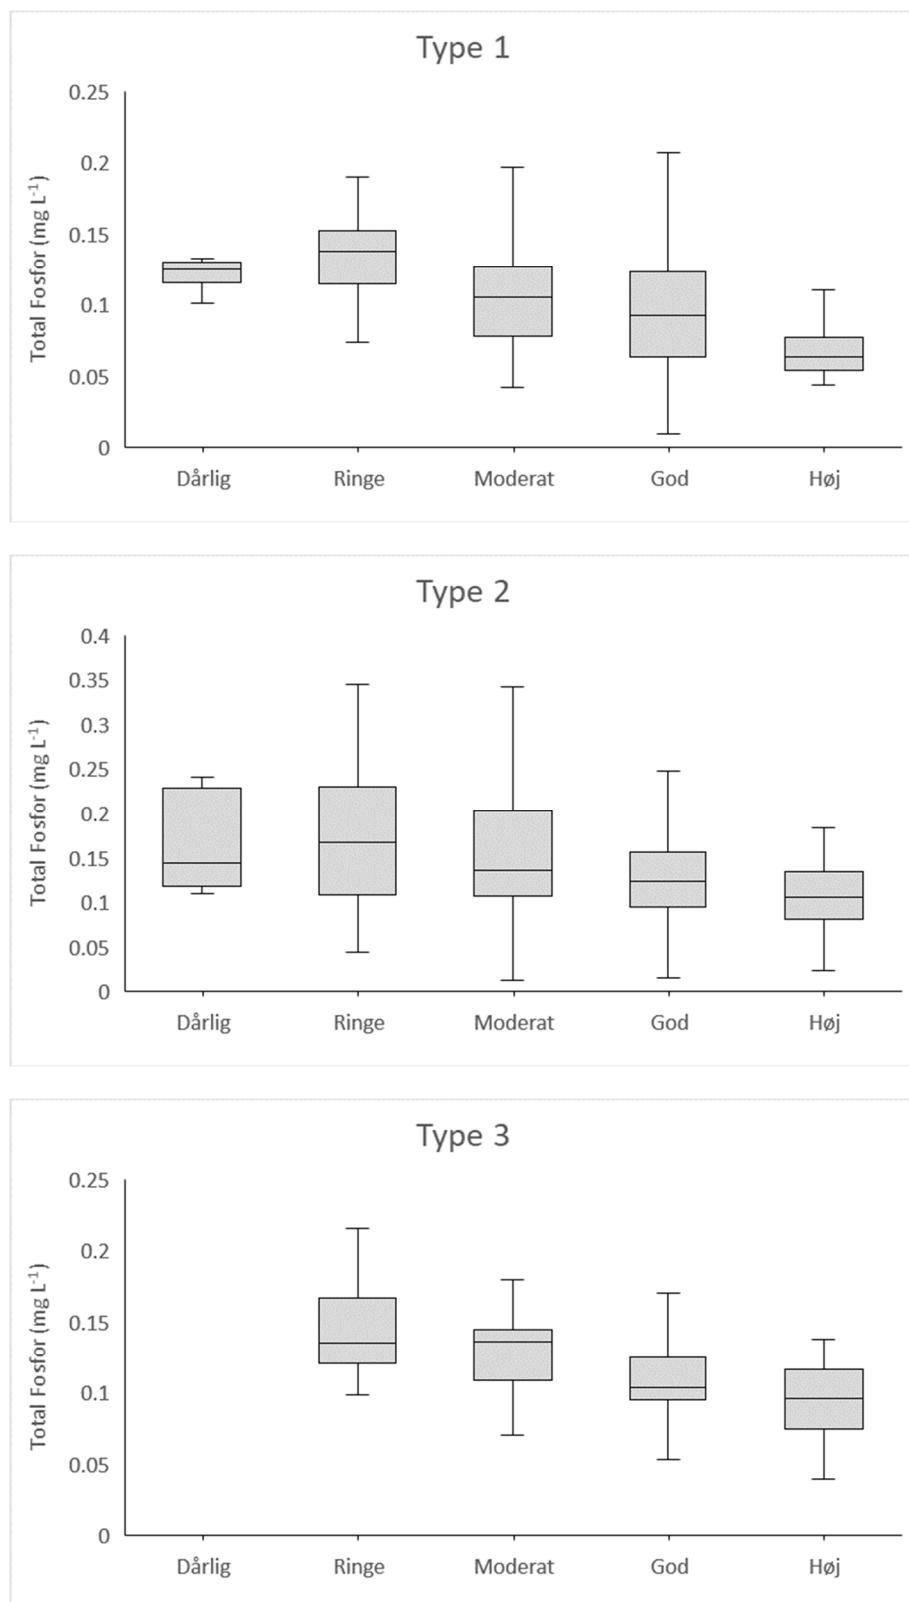 Type 1
Total Fosfor (mg L⁻¹)
0.25
0.2
0.15
0.1
0.05
0
Dårlig Ringe Moderat God Høj
Type 2
Total Fosfor (mg L⁻¹)
0.4
0.35
0.3
0.25
0.2
0.15
0.1
0.05
0
Dårlig Ringe Moderat God Høj
Type 3
Total Fosfor (mg L⁻¹)
0.25
0.2
0.15
0.1
0.05
0
Dårlig Ringe Moderat God Høj